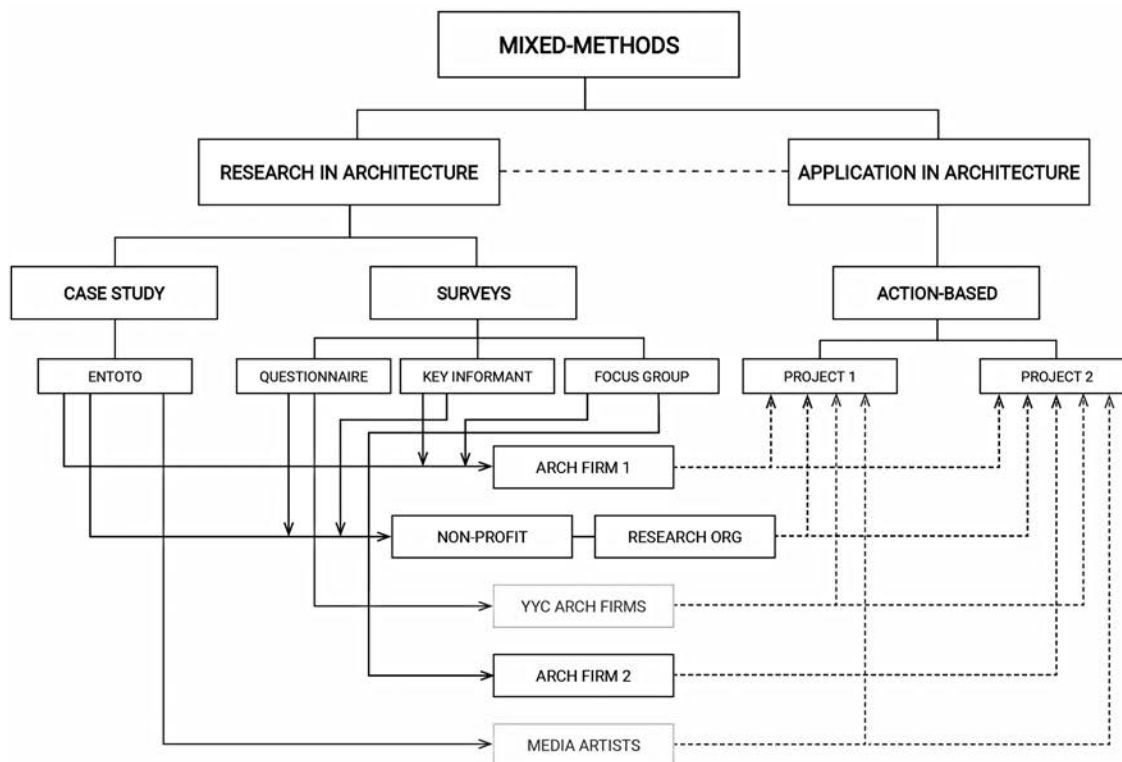 MIXED-METHODS
RESEARCH IN ARCHITECTURE
APPLICATION IN ARCHITECTURE
CASE STUDY
SURVEYS
ACTION-BASED
ENTOTO
QUESTIONNAIRE
KEY INFORMANT
FOCUS GROUP
PROJECT 1
PROJECT 2
ARCH FIRM 1
NON-PROFIT
RESEARCH ORG
YYC ARCH FIRMS
ARCH FIRM 2
MEDIA ARTISTS